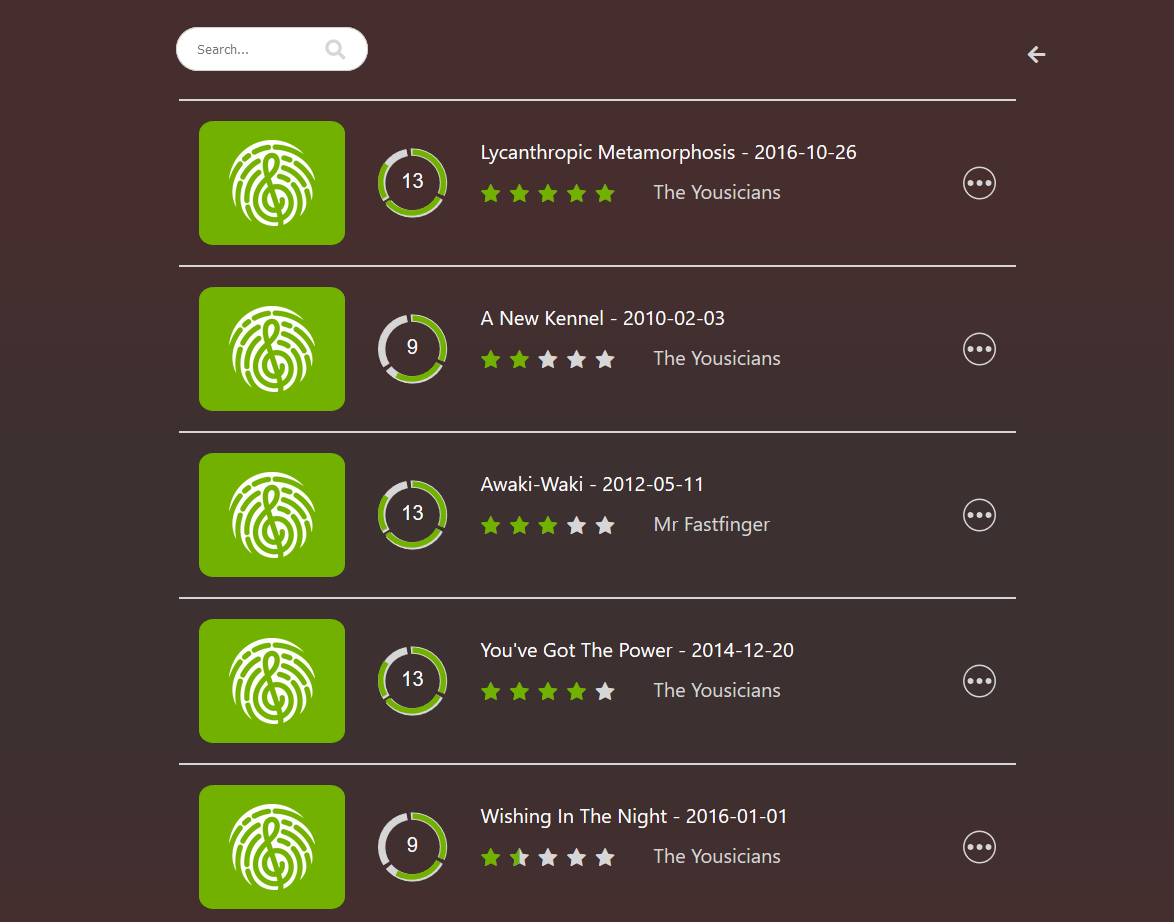 Search...
13
Lycanthropic Metamorphosis - 2016-10-26
The Yousicians
9
A New Kennel - 2010-02-03
The Yousicians
13
Awaki-Waki - 2012-05-11
Mr Fastfinger
13
You've Got The Power - 2014-12-20
The Yousicians
9
Wishing In The Night - 2016-01-01
The Yousicians